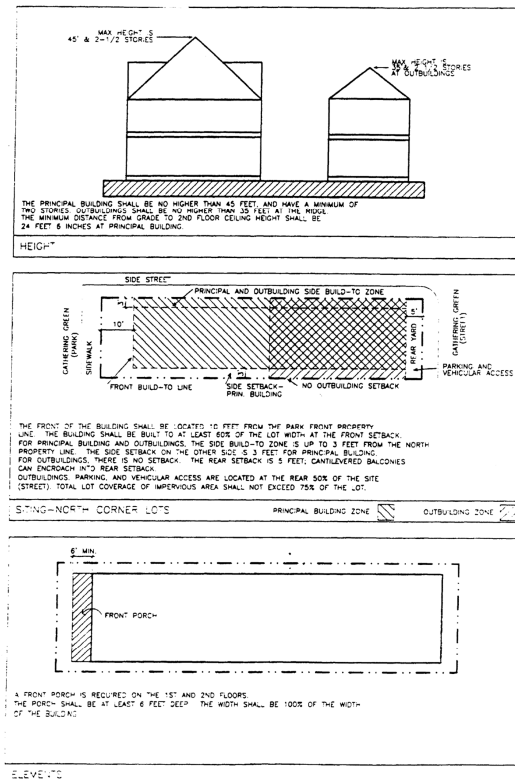 MAX HEIGHT IS
45' & 2-1/2 STORIES
MAX HEIGHT IS
35' & 2-1/2 STORIES
AT OUTBUILDINGS
THE PRINCIPAL BUILDING SHALL BE NO HIGHER THAN 45 FEET, AND HAVE A MINIMUM OF
TWO STORIES. OUTBUILDINGS SHALL BE NO HIGHER THAN 35 FEET AT THE RIDGE
THE MINIMUM DISTANCE FROM GRADE TO 2ND FLOOR CEILING HEIGHT SHALL BE
24 FEET 6 INCHES AT PRINCIPAL BUILDING.
HEIGHT
SIDE STREET
PRINCIPAL AND OUTBUILDING SIDE BUILD-TO ZONE
GATHERING GREEN
(PARK)
SIDEWALK
10'
3'
5'
REAR YARD
GATHERING GREEN
(STREET)
PARKING AND
VEHICULAR ACCESS
FRONT BUILD-TO LINE
3'
SIDE SETBACK-
PRIN. BUILDING
NO OUTBUILDING SETBACK
THE FRONT OF THE BUILDING SHALL BE LOCATED 10 FEET FROM THE PARK FRONT PROPERTY
LINE. THE BUILDING SHALL BE BUILT TO AT LEAST 60% OF THE LOT WIDTH AT THE FRONT SETBACK.
FOR PRINCIPAL BUILDING AND OUTBUILDINGS, THE SIDE BUILD-TO ZONE IS UP TO 3 FEET FROM THE NORTH
PROPERTY LINE. THE SIDE SETBACK ON THE OTHER SIDE IS 3 FEET FOR PRINCIPAL BUILDING.
FOR OUTBUILDINGS, THERE IS NO SETBACK. THE REAR SETBACK IS 5 FEET; CANTILEVERED BALCONIES
CAN ENCROACH INTO REAR SETBACK.
OUTBUILDINGS, PARKING, AND VEHICULAR ACCESS ARE LOCATED AT THE REAR 50% OF THE SITE
(STREET). TOTAL LOT COVERAGE OF IMPERVIOUS AREA SHALL NOT EXCEED 75% OF THE LOT.
SITING-NORTH CORNER LOTS
PRINCIPAL BUILDING ZONE
OUTBUILDING ZONE
6' MIN.
FRONT PORCH
A FRONT PORCH IS REQUIRED ON THE 1ST AND 2ND FLOORS.
THE PORCH SHALL BE AT LEAST 6 FEET DEEP. THE WIDTH SHALL BE 100% OF THE WIDTH
OF THE BUILDING
ELEMENTS